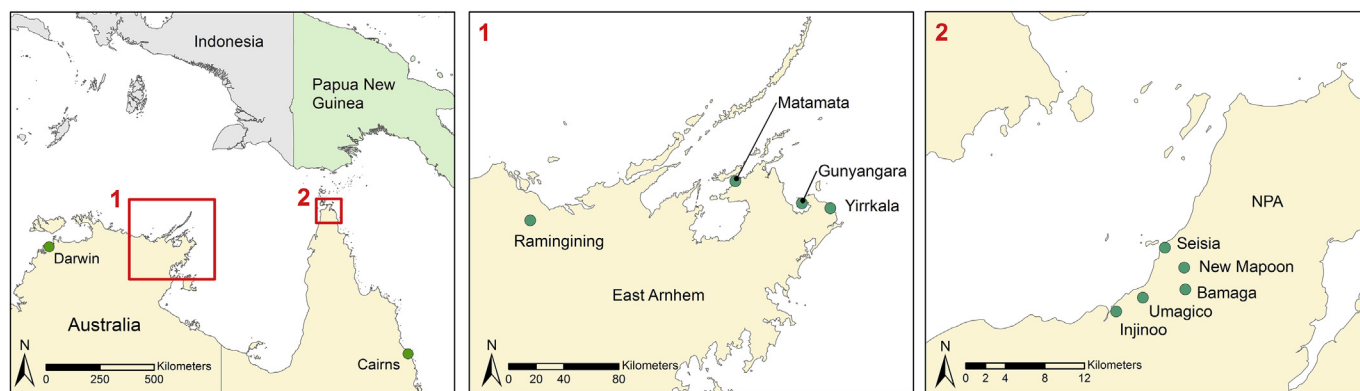 Indonesia
Papua New
Guinea
1
2
Darwin
Australia
Cairns
N
Kilometers
0 250 500
1
Matamata
Gunyangara
Yirrkala
Ramingining
East Arnhem
N
Kilometers
0 20 40 80
2
NPA
Seisia
New Mapoon
Bamaga
Umagico
Injinoo
N
Kilometers
0 2 4 8 12